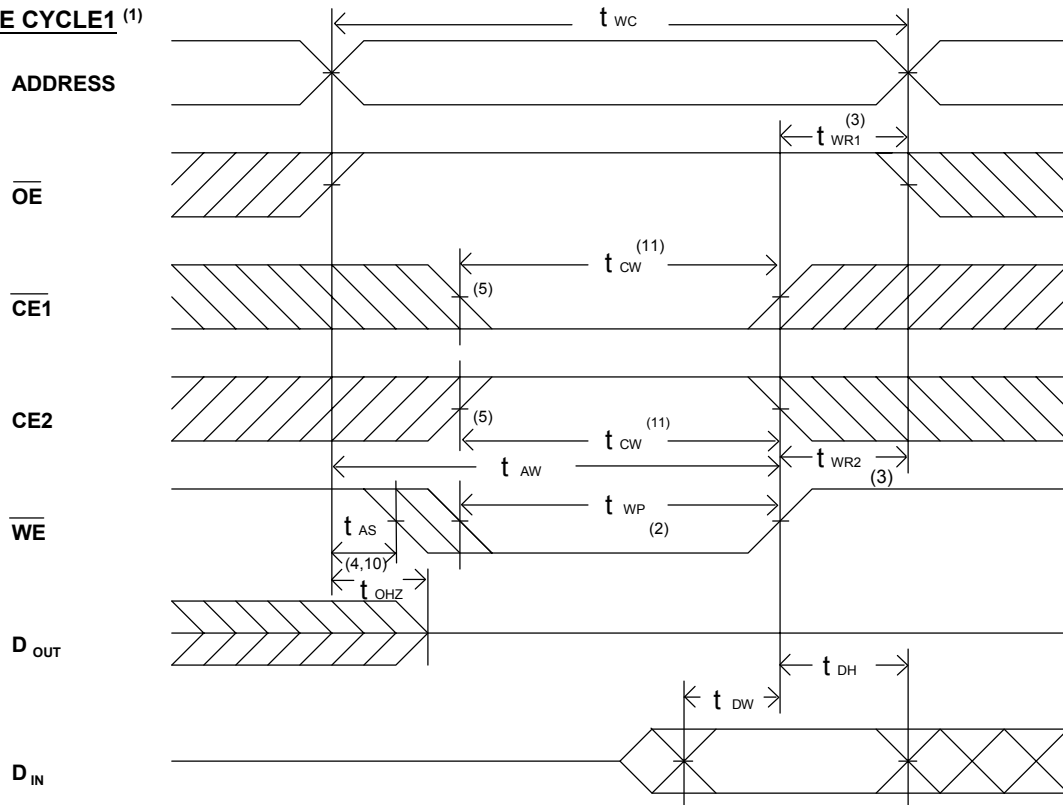 E CYCLE1 (1)
t WC
ADDRESS
t WR1 (3)
OE
t CW (11)
CE1
(5)
CE2
(5)
t CW (11)
t AW
t WR2 (3)
WE
t WP (2)
t AS
(4,10)
t OHZ
D OUT
t DH
t DW
D IN